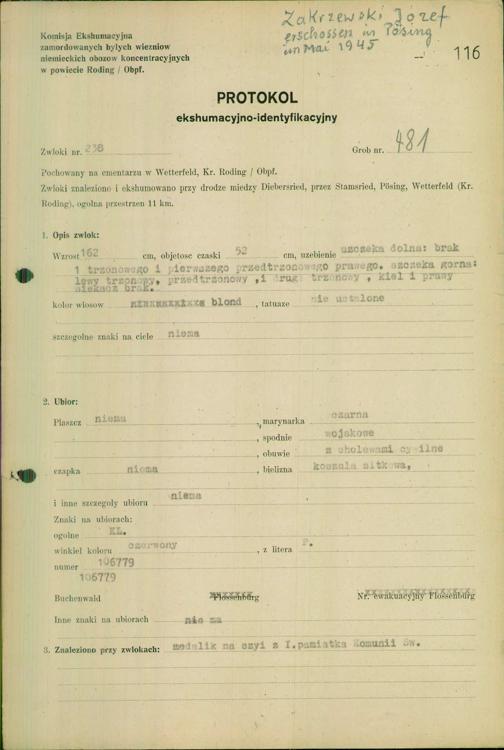 Zakrzewski Józef
erschossen in Pösing
im Mai 1945
116
Komisja Ekshumacyjna
zamordowanych byłych wiezniow
niemieckich obozow koncentracyjnych
w powiecie Roding / Obpf.
PROTOKOL
ekshumacyjno-identyfikacyjny
Zwloki nr. 238 Grob nr. 481
Pochowany na cmentarzu w Wetterfeld, Kr. Roding / Obpf.
Zwloki znaleziono i ekshumowano przy drodze miedzy Diebersried, przez Stamsried, Pösing, Wetterfeld (Kr.
Roding), ogolna przestrzen 11 km.
1. Opis zwlok:
Wzrost 162 cm, objetosc czaski 52 cm, uzebienie szczeka dolna: brak
1 trzonowego i pierwszego przedtrzonowego prawego, szczeka gorna:
lewy trzonowy, przedtrzonowy ,i drugi trzonowy , kiel i prawy
siekacz brak.
kolor wlosow blond , tatuaze nie ustalone
szczegolne znaki na ciele niema
2. Ubior:
Plaszcz niema , marynarka czarna
, spodnie wojskowe
, obuwie z cholewami cywilne
czapka niema , bielizna koszula sitkowa,
i inne szczegoly ubioru niema
Znaki na ubiorach:
ogolne KL.
winkiel koloru czerwony , z litera P.
numer 106779
106779
Buchenwald Flossenbürg Nr. ewakuacyjny Flossenbürg
Inne znaki na ubiorach nie ma
3. Znaleziono przy zwlokach: medalik na szyi z I.pamiatka Komunii Sw.